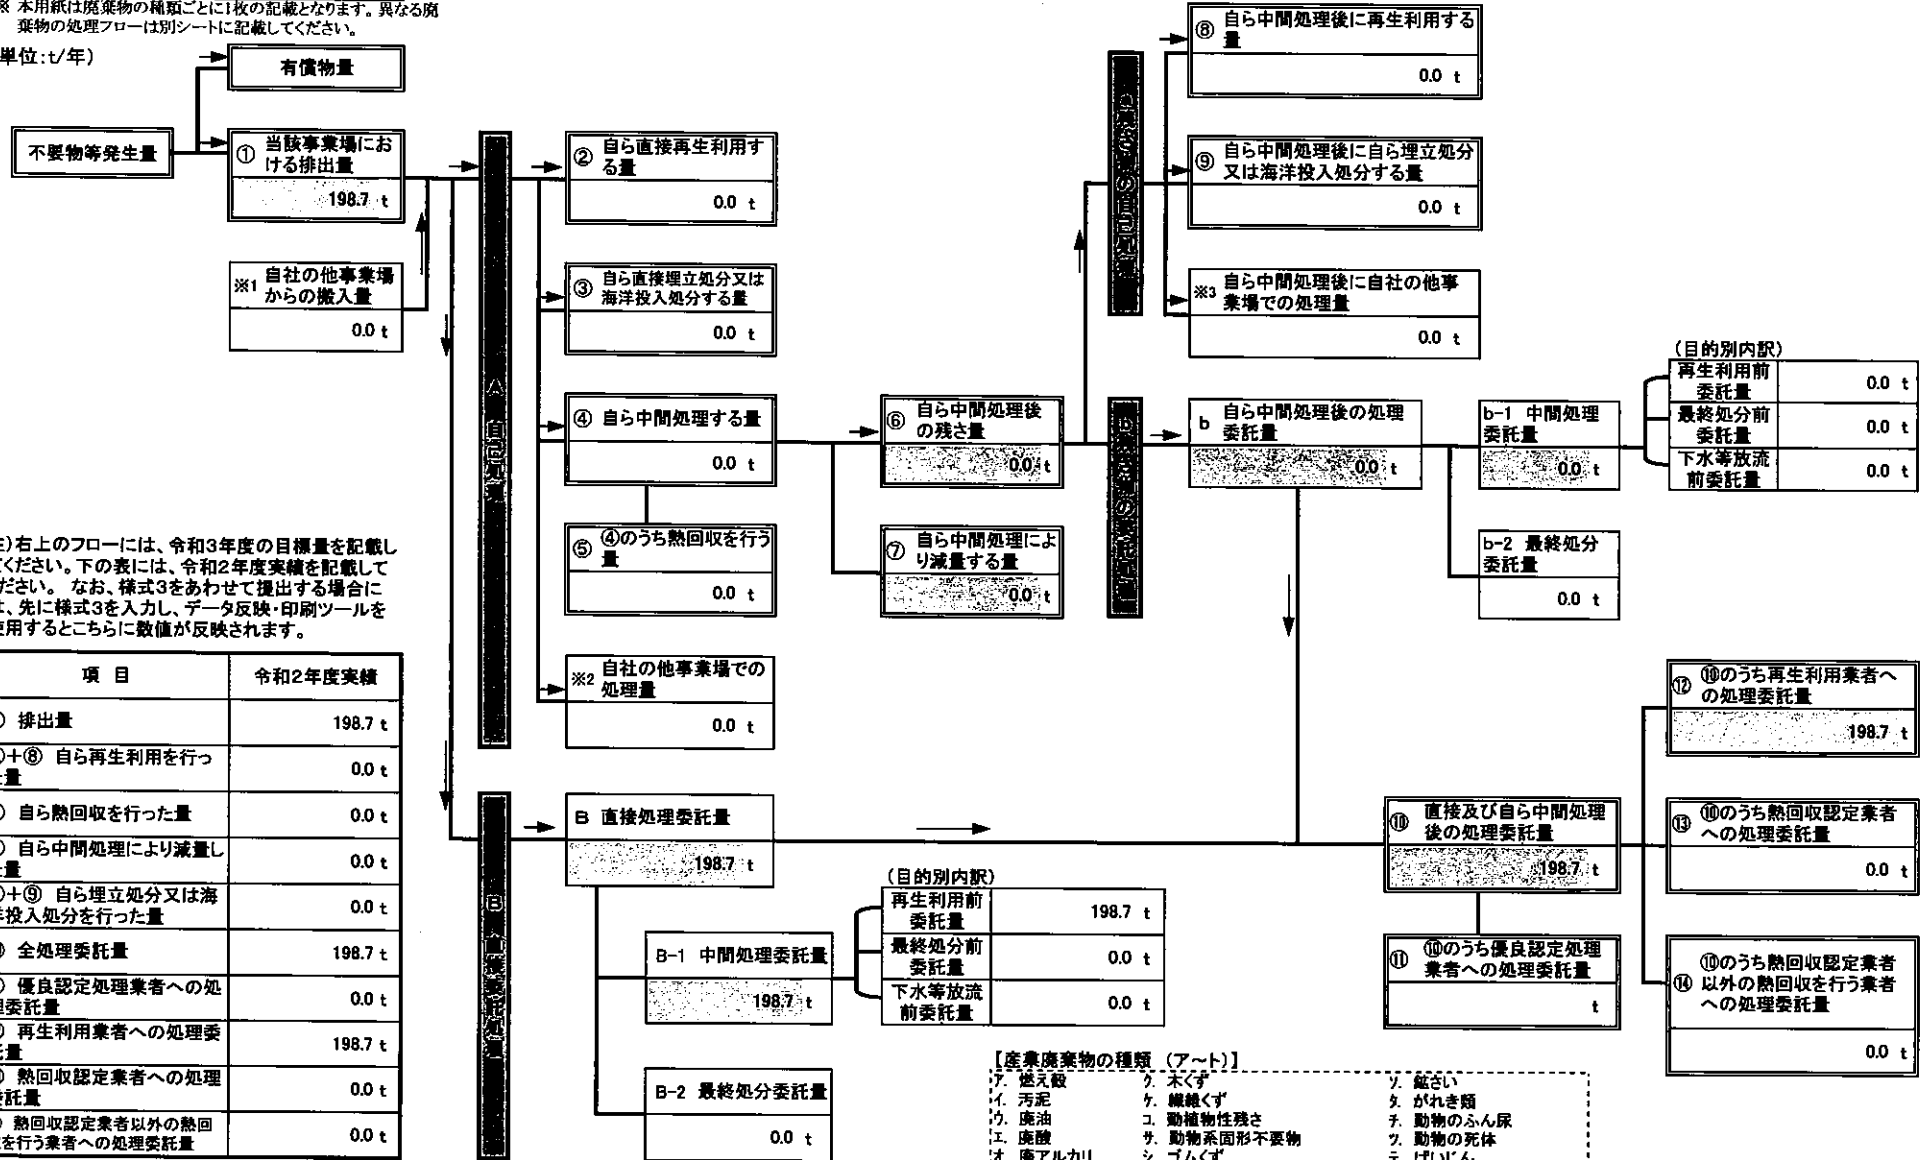 ※ 本用紙は廃棄物の種類ごとに1枚の記載となります。異なる廃
棄物の処理フローは別シートに記載してください。
単位:t/年)
不要物等発生量
有償物量
① 当該事業場にお
ける排出量
198.7 t
※1 自社の他事業場
からの搬入量
0.0 t
② 自ら直接再生利用す
る量
0.0 t
③ 自ら直接埋立処分又は
海洋投入処分する量
0.0 t
④ 自ら中間処理する量
0.0 t
⑤ ④のうち熱回収を行う
量
0.0 t
※2 自社の他事業場での
処理量
0.0 t
⑥ 自ら中間処理後
の残さ量
0.0 t
⑦ 自ら中間処理によ
り減量する量
0.0 t
⑧ 自ら中間処理後に再生利用する
量
0.0 t
⑨ 自ら中間処理後に自ら埋立処分
又は海洋投入処分する量
0.0 t
※3 自ら中間処理後に自社の他事
業場での処理量
0.0 t
b 自ら中間処理後の処理
委託量
0.0 t
b-1 中間処理
委託量
0.0 t
b-2 最終処分
委託量
0.0 t
(目的別内訳)
再生利用前
委託量 0.0 t
最終処分前
委託量 0.0 t
下水等放流
前委託量 0.0 t
)右上のフローには、令和3年度の目標量を記載し
ください。下の表には、令和2年度実績を記載して
ださい。 なお、様式3をあわせて提出する場合に
、先に様式3を入力し、データ反映・印刷ツールを
用するとこちらに数値が反映されます。
項 目 令和2年度実績
排出量 198.7 t
+⑧ 自ら再生利用を行っ
量 0.0 t
自ら熱回収を行った量 0.0 t
自ら中間処理により減量し
量 0.0 t
+⑨ 自ら埋立処分又は海
投入処分を行った量 0.0 t
全処理委託量 198.7 t
優良認定処理業者への処
委託量 0.0 t
再生利用業者への処理委
量 198.7 t
熱回収認定業者への処理
託量 0.0 t
熱回収認定業者以外の熱回
を行う業者への処理委託量 0.0 t
B 直接処理委託量
198.7 t
B-1 中間処理委託量
198.7 t
B-2 最終処分委託量
0.0 t
(目的別内訳)
再生利用前
委託量 198.7 t
最終処分前
委託量 0.0 t
下水等放流
前委託量 0.0 t
⑩ 直接及び自ら中間処理
後の処理委託量
198.7 t
⑪ ⑩のうち優良認定処理
業者への処理委託量
t
⑫ ⑩のうち再生利用業者へ
の処理委託量
198.7 t
⑬ ⑩のうち熱回収認定業者
への処理委託量
0.0 t
⑭ ⑩のうち熱回収認定業者
以外の熱回収を行う業者
への処理委託量
0.0 t
【産業廃棄物の種類 (ア~ト)】
ア. 燃え殻 ク. 木くず ソ. 鉱さい
イ. 汚泥 ケ. 繊維くず タ. がれき類
ウ. 廃油 コ. 動植物性残さ チ. 動物のふん尿
エ. 廃酸 サ. 動物系固形不要物 ツ. 動物の死体
オ. 廃アルカリ シ. ゴムくず テ. ばいじん